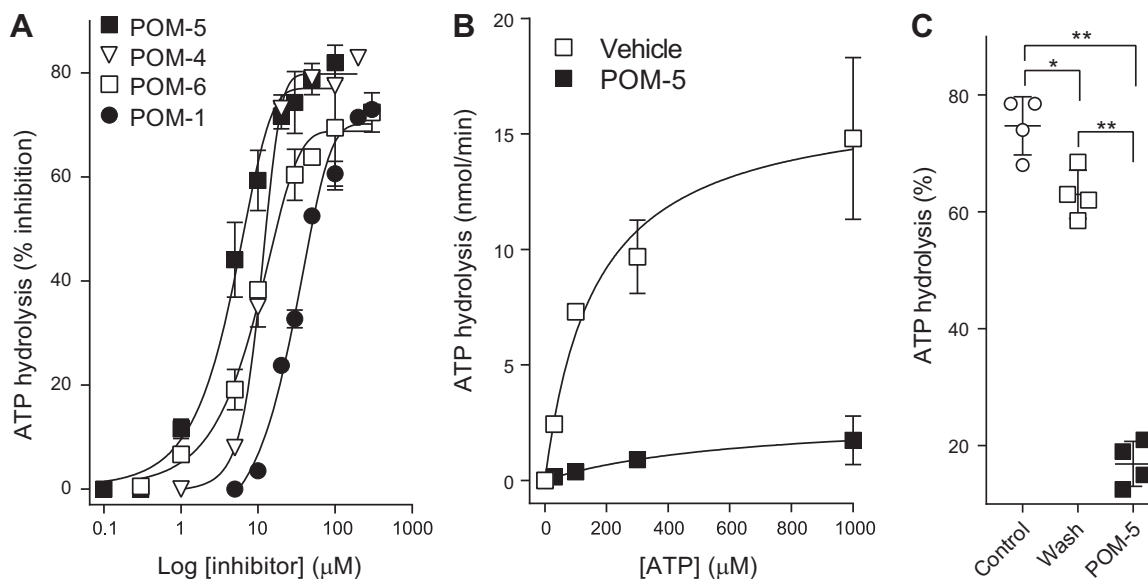 A
POM-5
POM-4
POM-6
POM-1
ATP hydrolysis (% inhibition)
80
60
40
20
0
0.1 1 10 100 1000
Log [inhibitor] (μM)
B
Vehicle
POM-5
ATP hydrolysis (nmol/min)
20
15
10
5
0
0 200 400 600 800 1000
[ATP] (μM)
C
**
*
**
ATP hydrolysis (%)
80
60
40
20
Control
Wash
POM-5